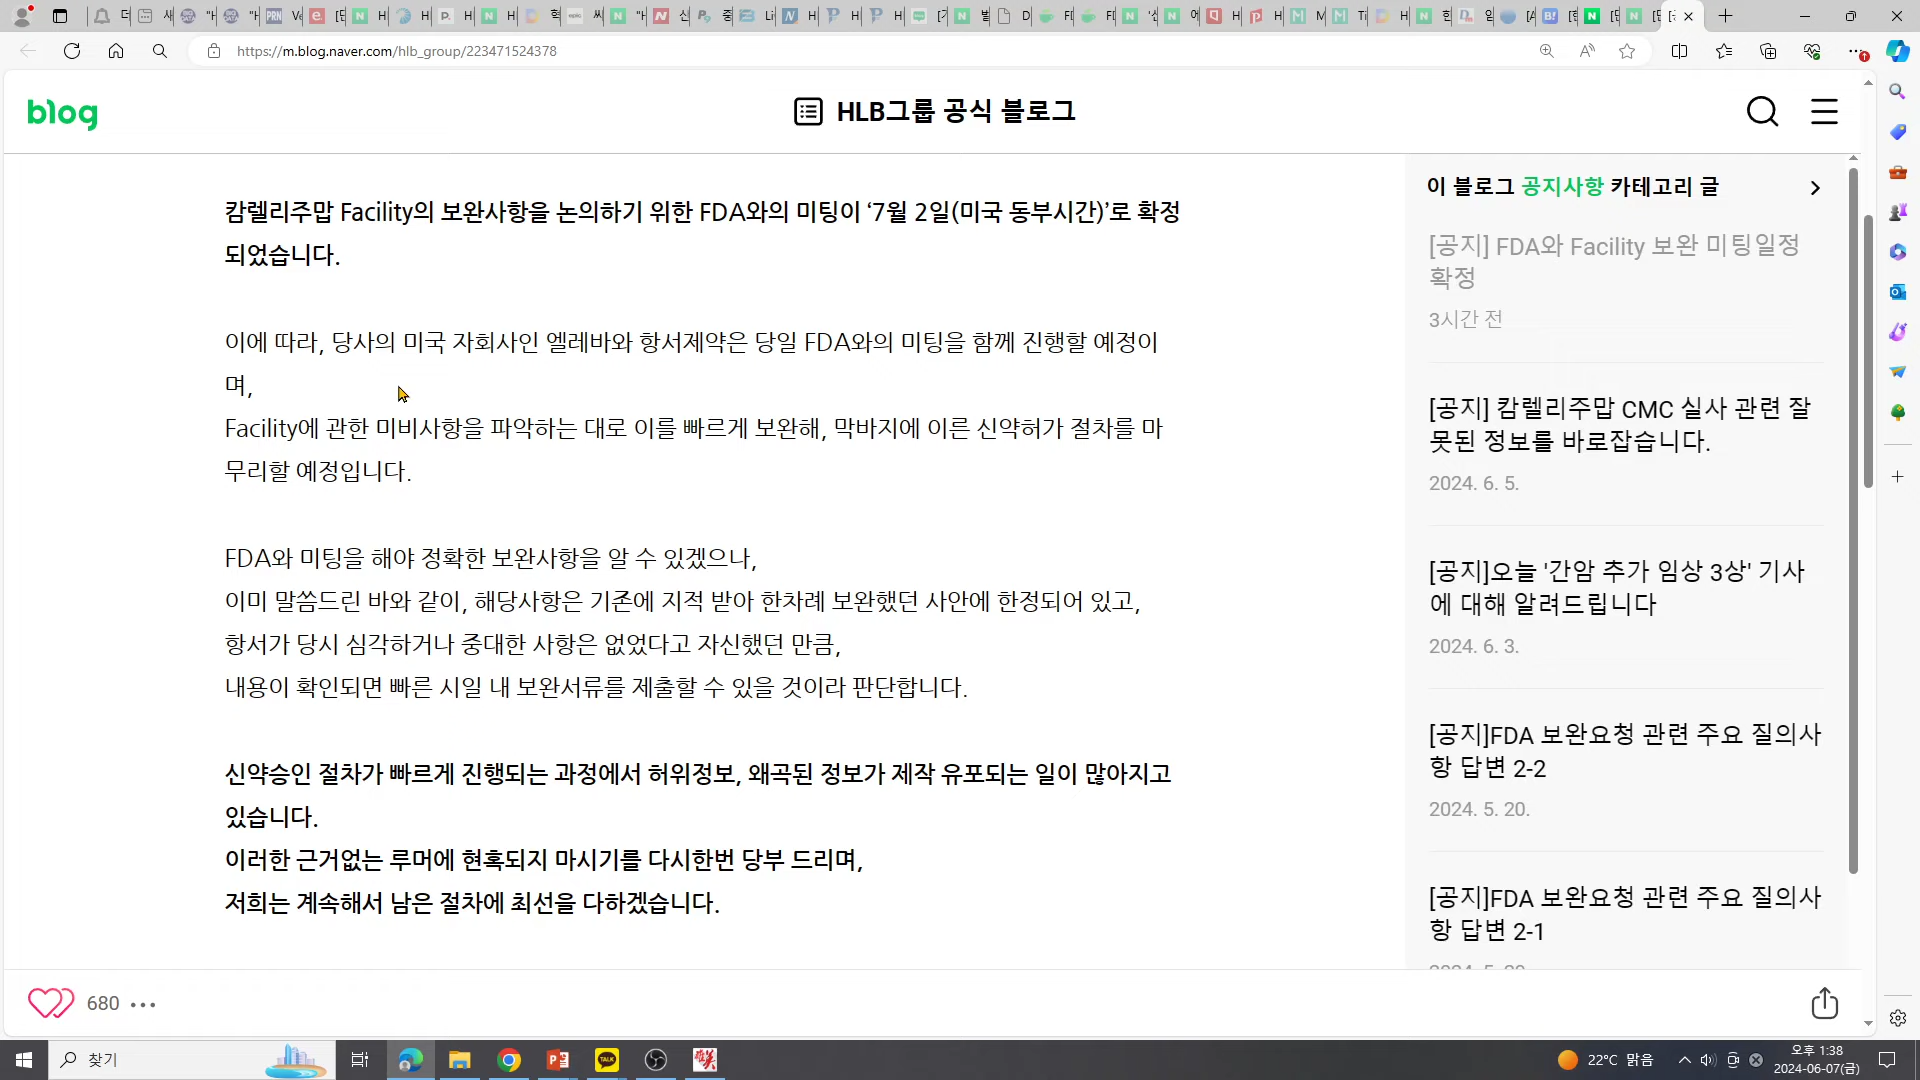 https://m.blog.naver.com/hlb_group/223471524378
blog
HLB그룹 공식 블로그
캄렐리주맙 Facility의 보완사항을 논의하기 위한 FDA와의 미팅이 ‘7월 2일(미국 동부시간)’로 확정
되었습니다.
이에 따라, 당사의 미국 자회사인 엘레바와 항서제약은 당일 FDA와의 미팅을 함께 진행할 예정이
며,
Facility에 관한 미비사항을 파악하는 대로 이를 빠르게 보완해, 막바지에 이른 신약허가 절차를 마
무리할 예정입니다.
FDA와 미팅을 해야 정확한 보완사항을 알 수 있겠으나,
이미 말씀드린 바와 같이, 해당사항은 기존에 지적 받아 한차례 보완했던 사안에 한정되어 있고,
항서가 당시 심각하거나 중대한 사항은 없었다고 자신했던 만큼,
내용이 확인되면 빠른 시일 내 보완서류를 제출할 수 있을 것이라 판단합니다.
신약승인 절차가 빠르게 진행되는 과정에서 허위정보, 왜곡된 정보가 제작 유포되는 일이 많아지고
있습니다.
이러한 근거없는 루머에 현혹되지 마시기를 다시한번 당부 드리며,
저희는 계속해서 남은 절차에 최선을 다하겠습니다.
이 블로그 공지사항 카테고리 글
[공지] FDA와 Facility 보완 미팅일정
확정
3시간 전
[공지] 캄렐리주맙 CMC 실사 관련 잘
못된 정보를 바로잡습니다.
2024. 6. 5.
[공지]오늘 '간암 추가 임상 3상' 기사
에 대해 알려드립니다
2024. 6. 3.
[공지]FDA 보완요청 관련 주요 질의사
항 답변 2-2
2024. 5. 20.
[공지]FDA 보완요청 관련 주요 질의사
항 답변 2-1
680
찾기
22°C 맑음
오후 1:38
2024-06-07(금)